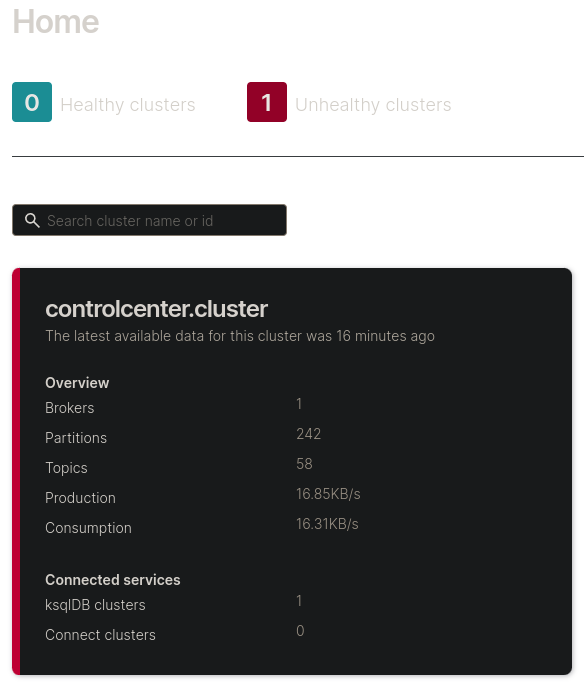 Home
0 Healthy clusters 1 Unhealthy clusters
Search cluster name or id
controlcenter.cluster
The latest available data for this cluster was 16 minutes ago
Overview
Brokers 1
Partitions 242
Topics 58
Production 16.85KB/s
Consumption 16.31KB/s
Connected services
ksqlDB clusters 1
Connect clusters 0